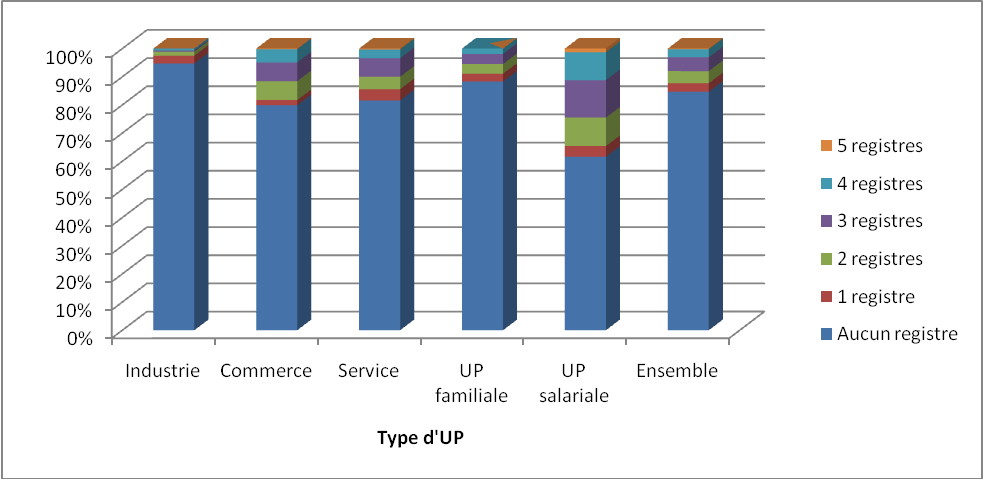 100%
90%
80%
70%
60%
50%
40%
30%
20%
10%
0%
Industrie
Commerce
Service
UP
familiale
UP
salariale
Ensemble
Type d'UP
5 registres
4 registres
3 registres
2 registres
1 registre
Aucun registre